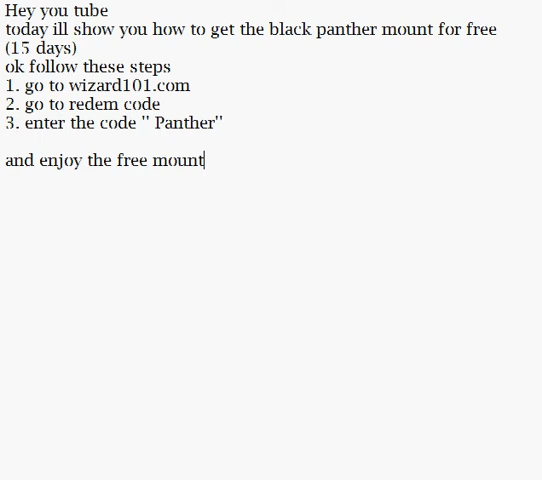 Hey you tube
today ill show you how to get the black panther mount for free
(15 days)
ok follow these steps
1. go to wizard101.com
2. go to redem code
3. enter the code " Panther"
and enjoy the free mount